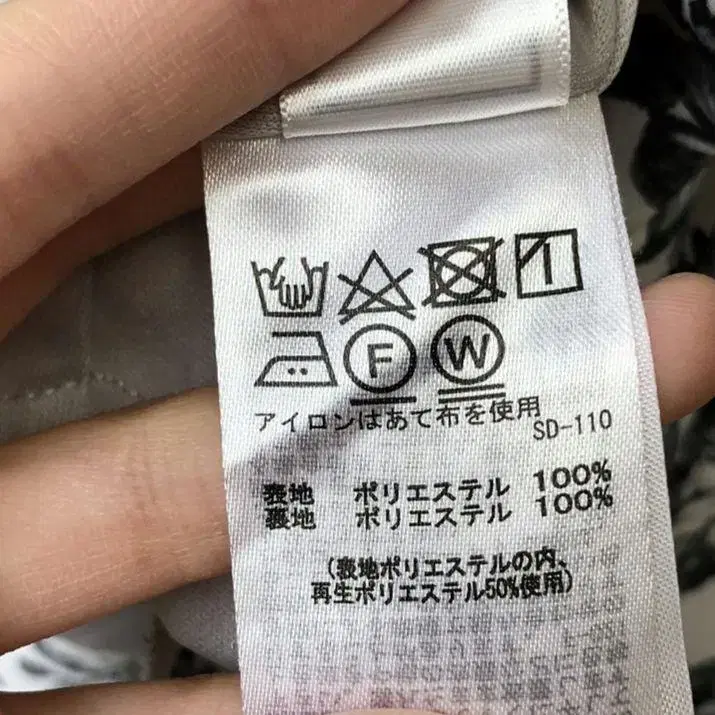 F W
アイロンはあて布を使用
SD-110
表地 ポリエステル 100%
裏地 ポリエステル 100%
(表地ポリエステルの内、
再生ポリエステル50%使用)